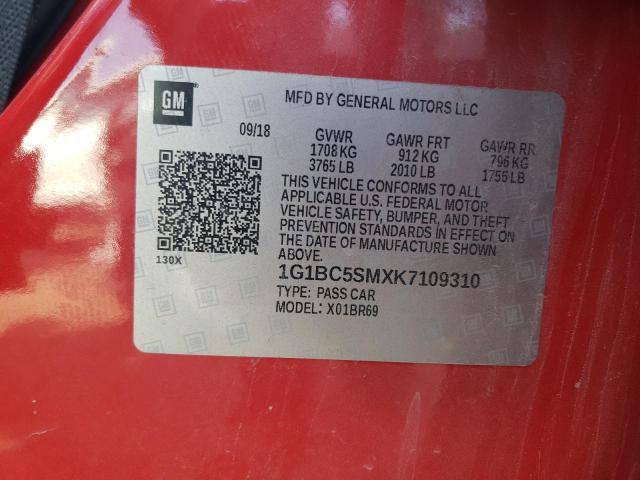 GM
MFD BY GENERAL MOTORS LLC
09/18 GVWR GAWR FRT GAWR RR
1708 KG 912 KG 796 KG
3765 LB 2010 LB 1755 LB
THIS VEHICLE CONFORMS TO ALL
APPLICABLE U.S. FEDERAL MOTOR
VEHICLE SAFETY, BUMPER, AND THEFT
PREVENTION STANDARDS IN EFFECT ON
THE DATE OF MANUFACTURE SHOWN
ABOVE.
130X
1G1BC5SMXK7109310
TYPE: PASS CAR
MODEL: X01BR69